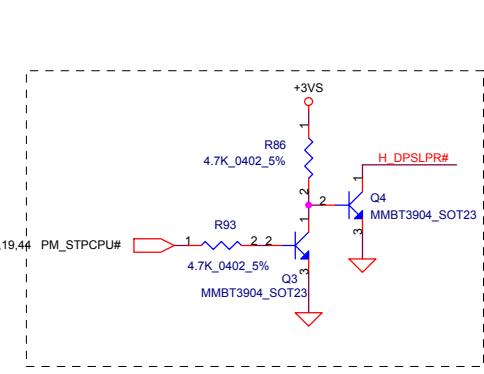 +3VS
1
R86
4.7K_0402_5%
2
H_DPSLPR#
1
2
Q4
MMBT3904_SOT23
3
R93
1
19,44 PM_STPCPU#
1
2 2
4.7K_0402_5%
Q3
3
MMBT3904_SOT23